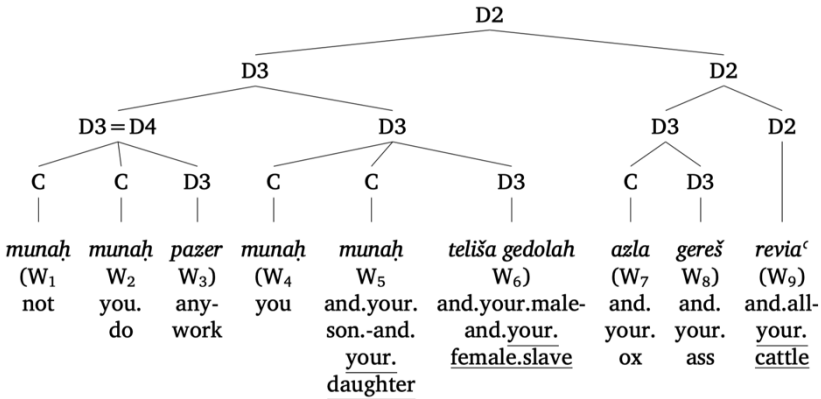 D2
D3 D2
D3=D4 D3 D3 D2
C C D3 C C D3 C D3
munaḥ munaḥ pazer munaḥ munaḥ teliša gedolah azla gereš reviaᶜ
(W₁ W₂ W₃) (W₄ W₅ W₆) (W₇ W₈) (W₉)
not you. any- you and.your. and.your.male- and. and. and.all-
do work son.-and. and.your. your. your. your.
your. female.slave ox ass cattle
daughter